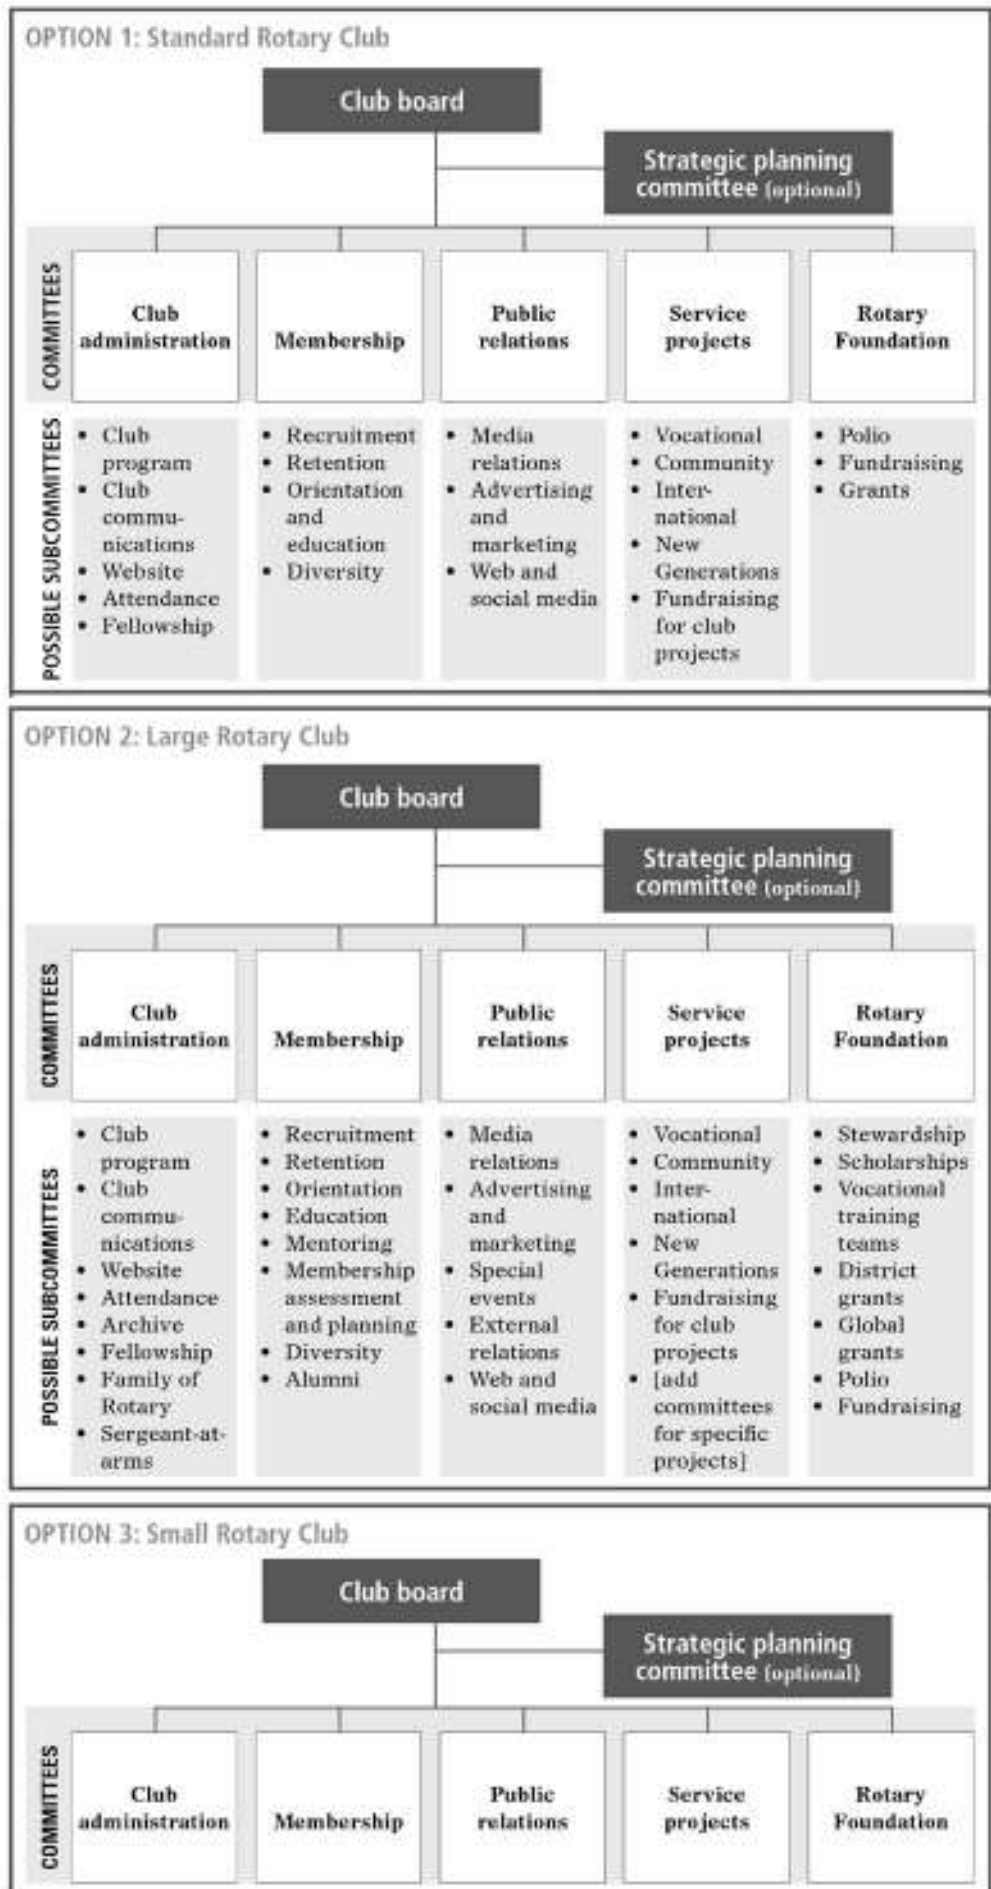 OPTION 1: Standard Rotary Club
Club board
Strategic planning
committee (optional)
COMMITTEES
Club
administration
Membership
Public
relations
Service
projects
Rotary
Foundation
POSSIBLE SUBCOMMITTEES
• Club
program
• Club
commu-
nications
• Website
• Attendance
• Fellowship
• Recruitment
• Retention
• Orientation
and
education
• Diversity
• Media
relations
• Advertising
and
marketing
• Web and
social media
• Vocational
• Community
• Inter-
national
• New
Generations
• Fundraising
for club
projects
• Polio
• Fundraising
• Grants
OPTION 2: Large Rotary Club
Club board
Strategic planning
committee (optional)
COMMITTEES
Club
administration
Membership
Public
relations
Service
projects
Rotary
Foundation
POSSIBLE SUBCOMMITTEES
• Club
program
• Club
commu-
nications
• Website
• Attendance
• Archive
• Fellowship
• Family of
Rotary
• Sergeant-at-
arms
• Recruitment
• Retention
• Orientation
• Education
• Mentoring
• Membership
assessment
and planning
• Diversity
• Alumni
• Media
relations
• Advertising
and
marketing
• Special
events
• External
relations
• Web and
social media
• Vocational
• Community
• Inter-
national
• New
Generations
• Fundraising
for club
projects
• [add
committees
for specific
projects]
• Stewardship
• Scholarships
• Vocational
training
teams
• District
grants
• Global
grants
• Polio
• Fundraising
OPTION 3: Small Rotary Club
Club board
Strategic planning
committee (optional)
COMMITTEES
Club
administration
Membership
Public
relations
Service
projects
Rotary
Foundation